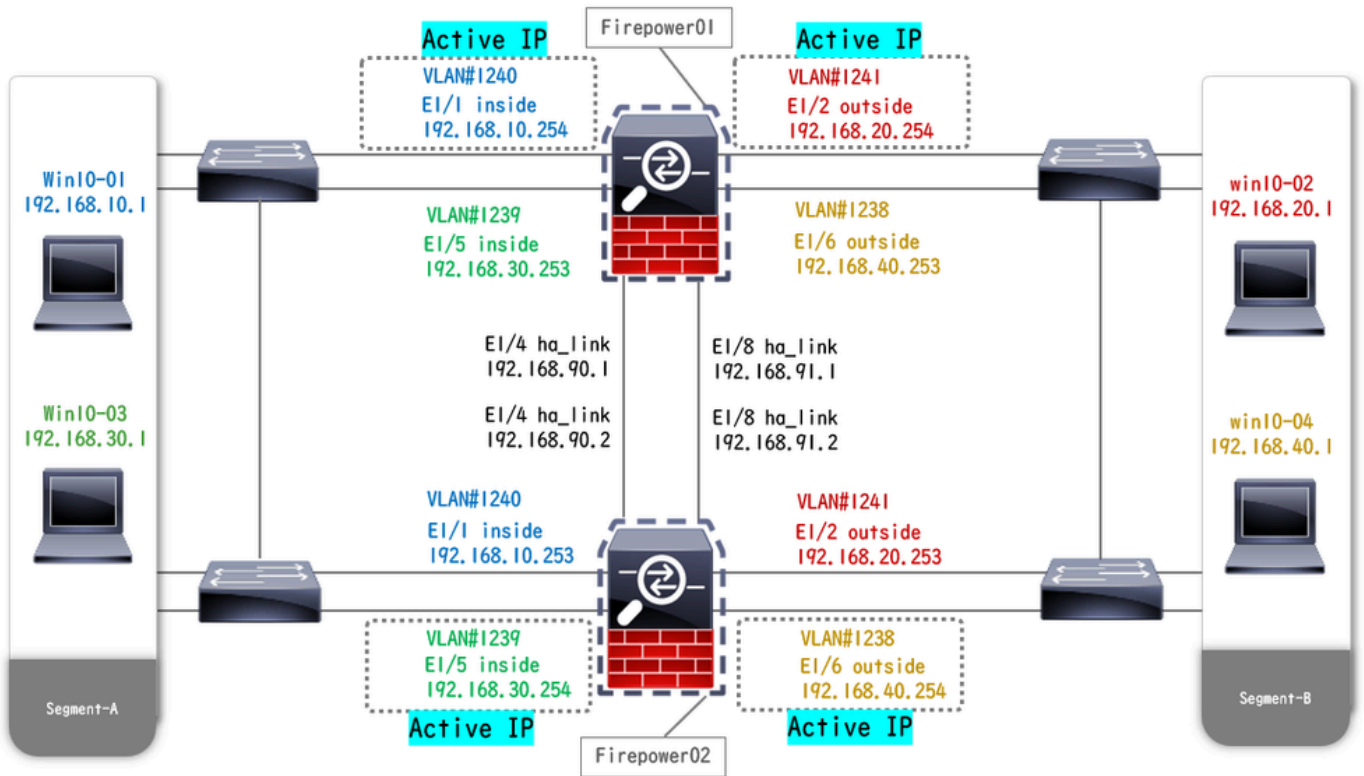 Firepower01
Active IP
VLAN#1240
E1/1 inside
192.168.10.254
Active IP
VLAN#1241
E1/2 outside
192.168.20.254
Win10-01
192.168.10.1
win10-02
192.168.20.1
VLAN#1239
E1/5 inside
192.168.30.253
VLAN#1238
E1/6 outside
192.168.40.253
E1/4 ha_link
192.168.90.1
E1/8 ha_link
192.168.91.1
Win10-03
192.168.30.1
E1/4 ha_link
192.168.90.2
E1/8 ha_link
192.168.91.2
win10-04
192.168.40.1
VLAN#1240
E1/1 inside
192.168.10.253
VLAN#1241
E1/2 outside
192.168.20.253
VLAN#1239
E1/5 inside
192.168.30.254
Active IP
VLAN#1238
E1/6 outside
192.168.40.254
Active IP
Segment-A
Segment-B
Firepower02